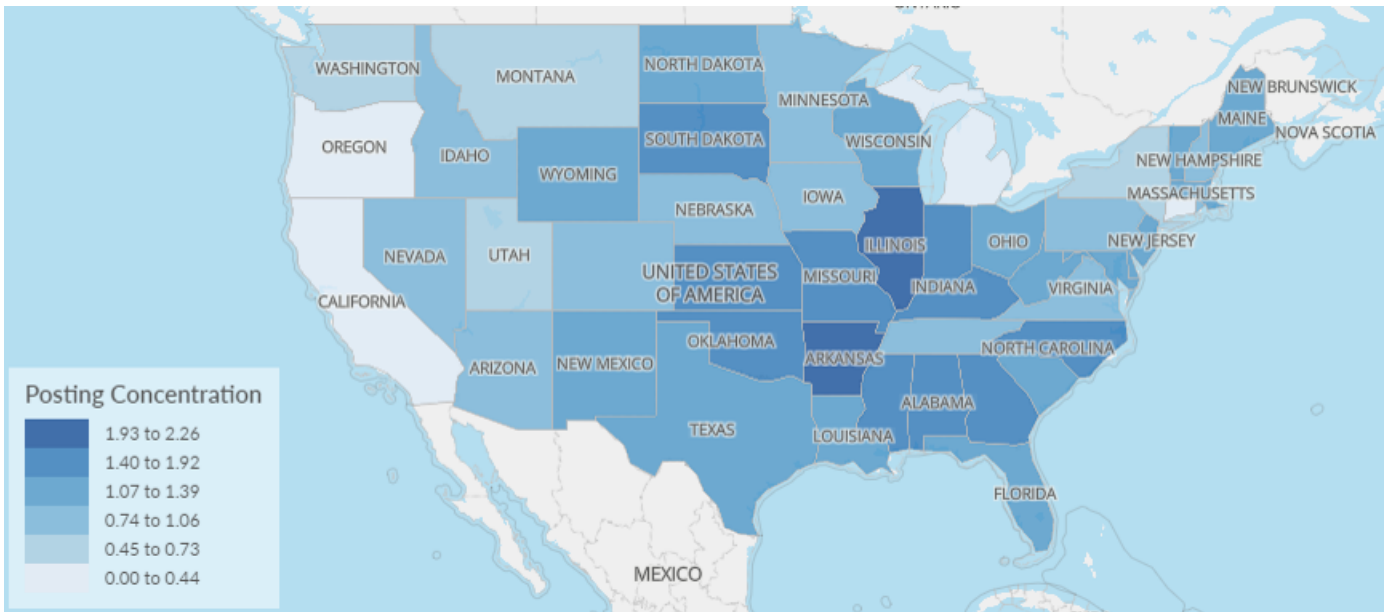 ONTARIO
WASHINGTON
MONTANA
NORTH DAKOTA
MINNESOTA
NEW BRUNSWICK
MAINE
NOVA SCOTIA
OREGON
IDAHO
SOUTH DAKOTA
WISCONSIN
NEW HAMPSHIRE
WYOMING
MASSACHUSETTS
NEBRASKA
IOWA
NEVADA
UTAH
ILLINOIS
OHIO
NEW JERSEY
UNITED STATES
OF AMERICA
MISSOURI
INDIANA
VIRGINIA
CALIFORNIA
OKLAHOMA
NORTH CAROLINA
ARIZONA
NEW MEXICO
ARKANSAS
ALABAMA
TEXAS
LOUISIANA
FLORIDA
MEXICO
Posting Concentration
1.93 to 2.26
1.40 to 1.92
1.07 to 1.39
0.74 to 1.06
0.45 to 0.73
0.00 to 0.44